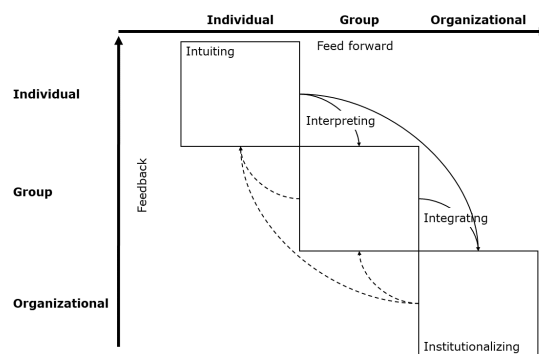 Individual Group Organizational
Feed forward
Intuiting
Individual
Interpreting
Feedback
Group
Integrating
Organizational
Institutionalizing